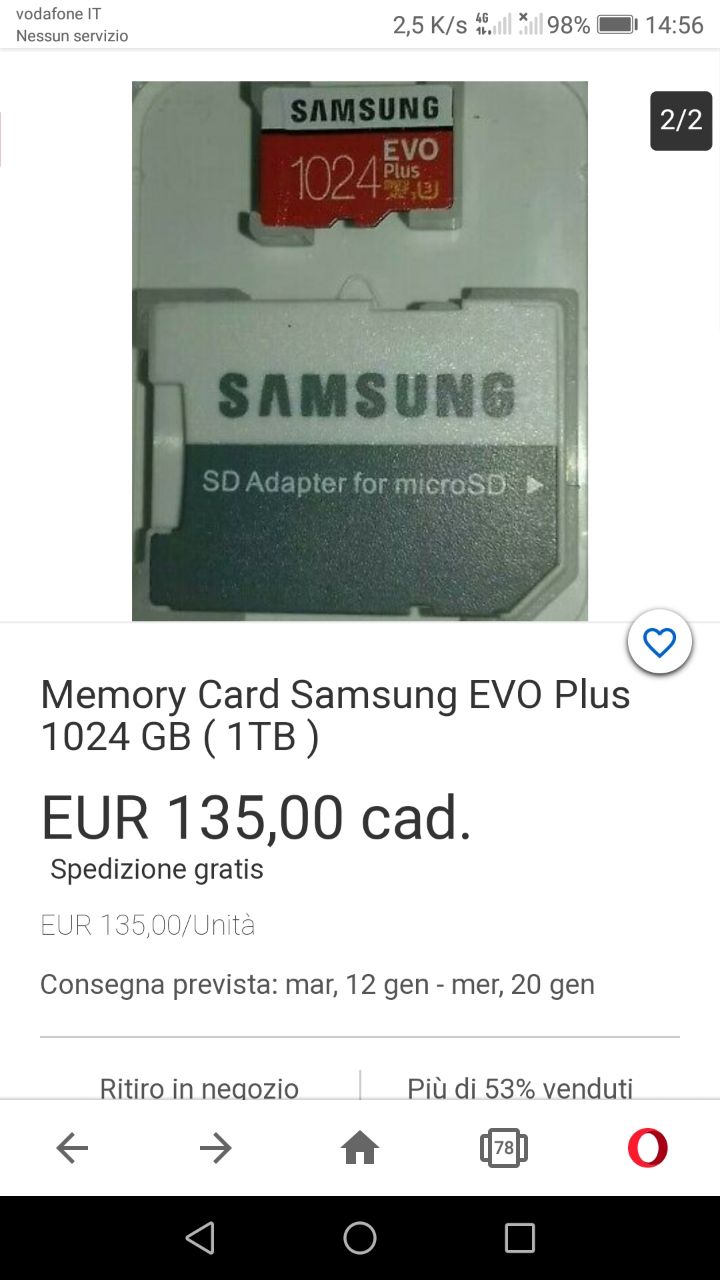 vodafone IT
Nessun servizio
2,5 K/s 4G 98% 14:56
2/2
SAMSUNG
1024 EVO
Plus
SAMSUNG
SD Adapter for microSD
Memory Card Samsung EVO Plus
1024 GB ( 1TB )
EUR 135,00 cad.
Spedizione gratis
EUR 135,00/Unità
Consegna prevista: mar, 12 gen - mer, 20 gen
Ritiro in negozio
Più di 53% venduti
78